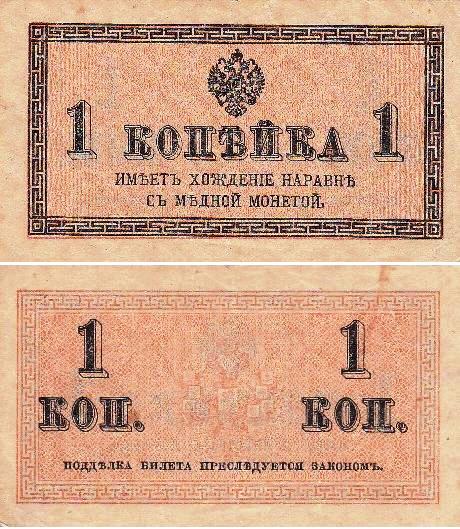 1 КОПѢЙКА 1
ИМѢЕТЪ ХОЖДЕНІЕ НАРАВНѢ
СЪ МѢДНОЙ МОНЕТОЙ.
1 1
КОП. КОП.
ПОДДѢЛКА БИЛЕТА ПРЕСЛѢДУЕТСЯ ЗАКОНОМЪ.